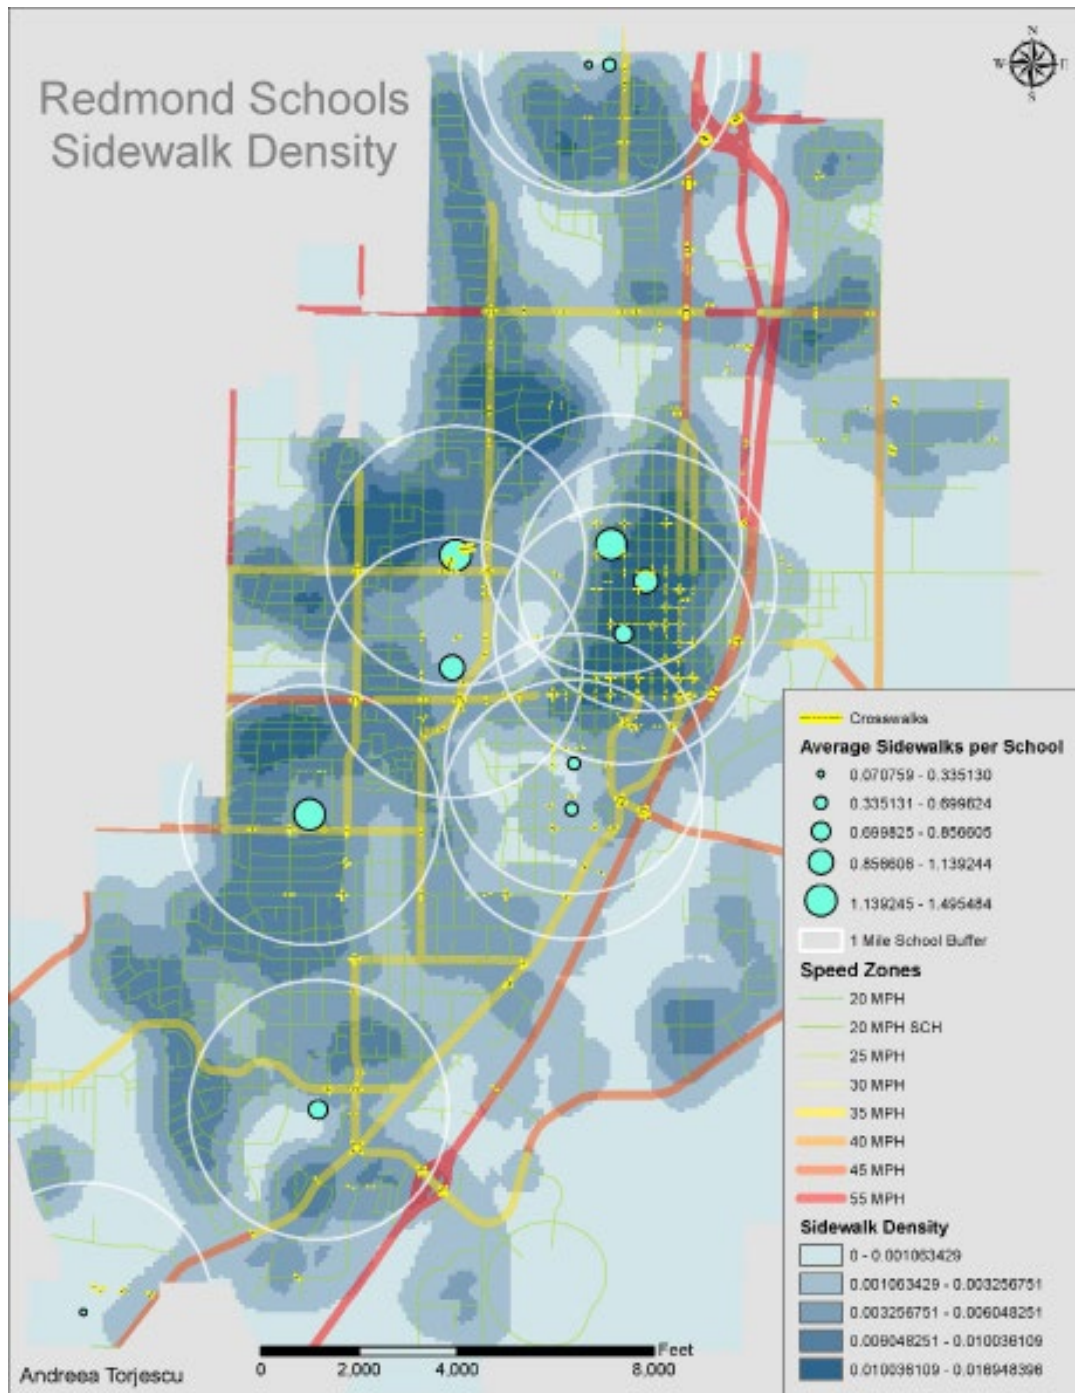 Redmond Schools
Sidewalk Density
N
W E
S
Crosswalks
Average Sidewalks per School
0.070759 - 0.335130
0.335131 - 0.699824
0.699825 - 0.856605
0.856606 - 1.139244
1.139245 - 1.495484
1 Mile School Buffer
Speed Zones
20 MPH
20 MPH SCH
25 MPH
30 MPH
35 MPH
40 MPH
45 MPH
55 MPH
Sidewalk Density
0 - 0.001063429
0.001063429 - 0.003256751
0.003256751 - 0.006048251
0.006048251 - 0.010036109
0.010036109 - 0.016948396
Feet
0 2,000 4,000 8,000
Andreea Torjescu